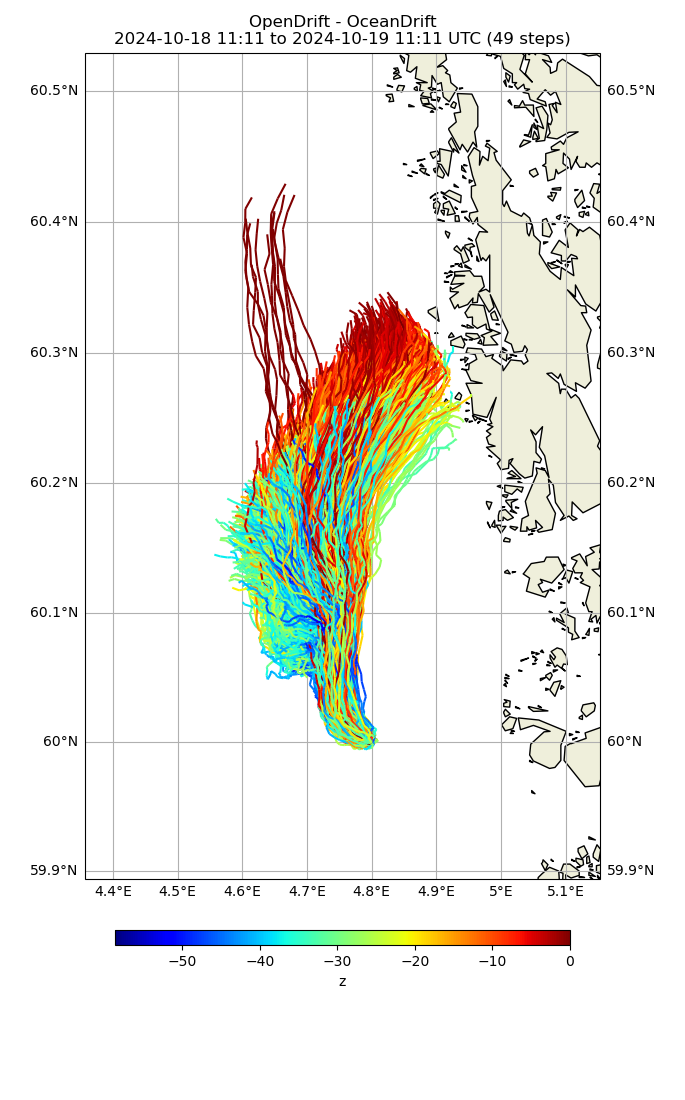 OpenDrift - OceanDrift
2024-10-18 11:11 to 2024-10-19 11:11 UTC (49 steps)
60.5°N 60.5°N
60.4°N 60.4°N
60.3°N 60.3°N
60.2°N 60.2°N
60.1°N 60.1°N
60°N 60°N
59.9°N 59.9°N
4.4°E 4.5°E 4.6°E 4.7°E 4.8°E 4.9°E 5°E 5.1°E
−50 −40 −30 −20 −10 0
z